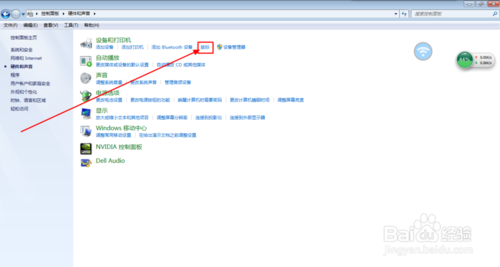 控制面板 ▸ 硬件和声音 ▸
搜索控制面板
文件(F) 编辑(E) 查看(V) 工具(T) 帮助(H)
控制面板主页
系统和安全
网络和 Internet
硬件和声音
程序
用户帐户和家庭安全
外观和个性化
时钟、语言和区域
轻松访问
设备和打印机
添加设备 添加打印机 添加 Bluetooth 设备 鼠标 设备管理器
自动播放
更改媒体或设备的默认设置 自动播放 CD 或其他媒体
声音
调整系统音量 更改系统声音 管理音频设备
电源选项
更改电池设置 更改电源按钮的功能 唤醒计算机时需要密码 更改计算机睡眠时间 调整屏幕亮度
显示
放大或缩小文本和其他项目 调整屏幕分辨率 连接到投影仪 连接到外部显示器
Windows 移动中心
调整常用移动设置 在给出演示文稿之前调整设置
NVIDIA 控制面板
Dell Audio
Baidu 经验
jingyan.baidu.com